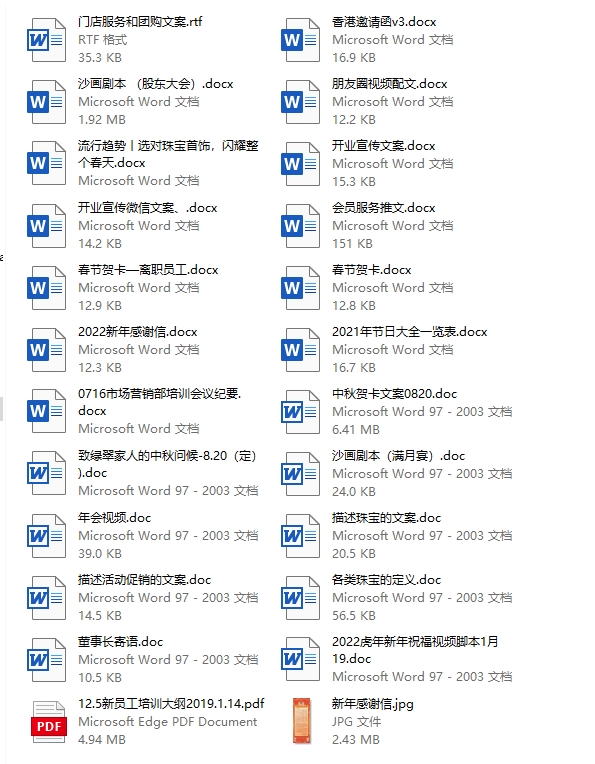 门店服务和团购文案.rtf
RTF 格式
35.3 KB
香港邀请函v3.docx
Microsoft Word 文档
16.9 KB
沙画剧本 （股东大会）.docx
Microsoft Word 文档
1.92 MB
朋友圈视频配文.docx
Microsoft Word 文档
12.2 KB
流行趋势丨选对珠宝首饰，闪耀整
个春天.docx
Microsoft Word 文档
开业宣传文案.docx
Microsoft Word 文档
15.3 KB
开业宣传微信文案、.docx
Microsoft Word 文档
14.2 KB
会员服务推文.docx
Microsoft Word 文档
151 KB
春节贺卡—离职员工.docx
Microsoft Word 文档
12.9 KB
春节贺卡.docx
Microsoft Word 文档
12.8 KB
2022新年感谢信.docx
Microsoft Word 文档
12.3 KB
2021年节日大全一览表.docx
Microsoft Word 文档
16.7 KB
0716市场营销部培训会议纪要.
docx
Microsoft Word 文档
中秋贺卡文案0820.doc
Microsoft Word 97 - 2003 文档
6.41 MB
致绿翠家人的中秋问候-8.20（定）
).doc
Microsoft Word 97 - 2003 文档
沙画剧本（满月宴）.doc
Microsoft Word 97 - 2003 文档
24.0 KB
年会视频.doc
Microsoft Word 97 - 2003 文档
39.0 KB
描述珠宝的文案.doc
Microsoft Word 97 - 2003 文档
20.5 KB
描述活动促销的文案.doc
Microsoft Word 97 - 2003 文档
14.5 KB
各类珠宝的定义.doc
Microsoft Word 97 - 2003 文档
56.5 KB
董事长寄语.doc
Microsoft Word 97 - 2003 文档
10.5 KB
2022虎年新年祝福视频脚本1月
19.doc
Microsoft Word 97 - 2003 文档
12.5新员工培训大纲2019.1.14.pdf
Microsoft Edge PDF Document
4.94 MB
PDF
新年感谢信.jpg
JPG 文件
2.43 MB